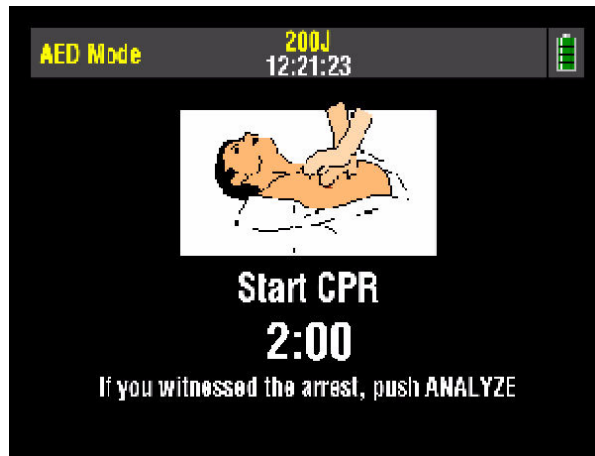 AED Mode
200J
12:21:23
Start CPR
2:00
If you witnessed the arrest, push ANALYZE